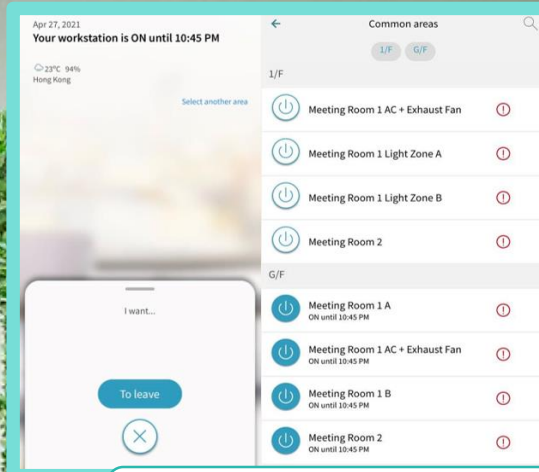 Apr 27, 2021
Your workstation is ON until 10:45 PM
23°C 94%
Hong Kong
Select another area
I want...
To leave
Common areas
1/F G/F
1/F
Meeting Room 1 AC + Exhaust Fan
Meeting Room 1 Light Zone A
Meeting Room 1 Light Zone B
Meeting Room 2
G/F
Meeting Room 1 A
ON until 10:45 PM
Meeting Room 1 AC + Exhaust Fan
ON until 10:45 PM
Meeting Room 1 B
ON until 10:45 PM
Meeting Room 2
ON until 10:45 PM